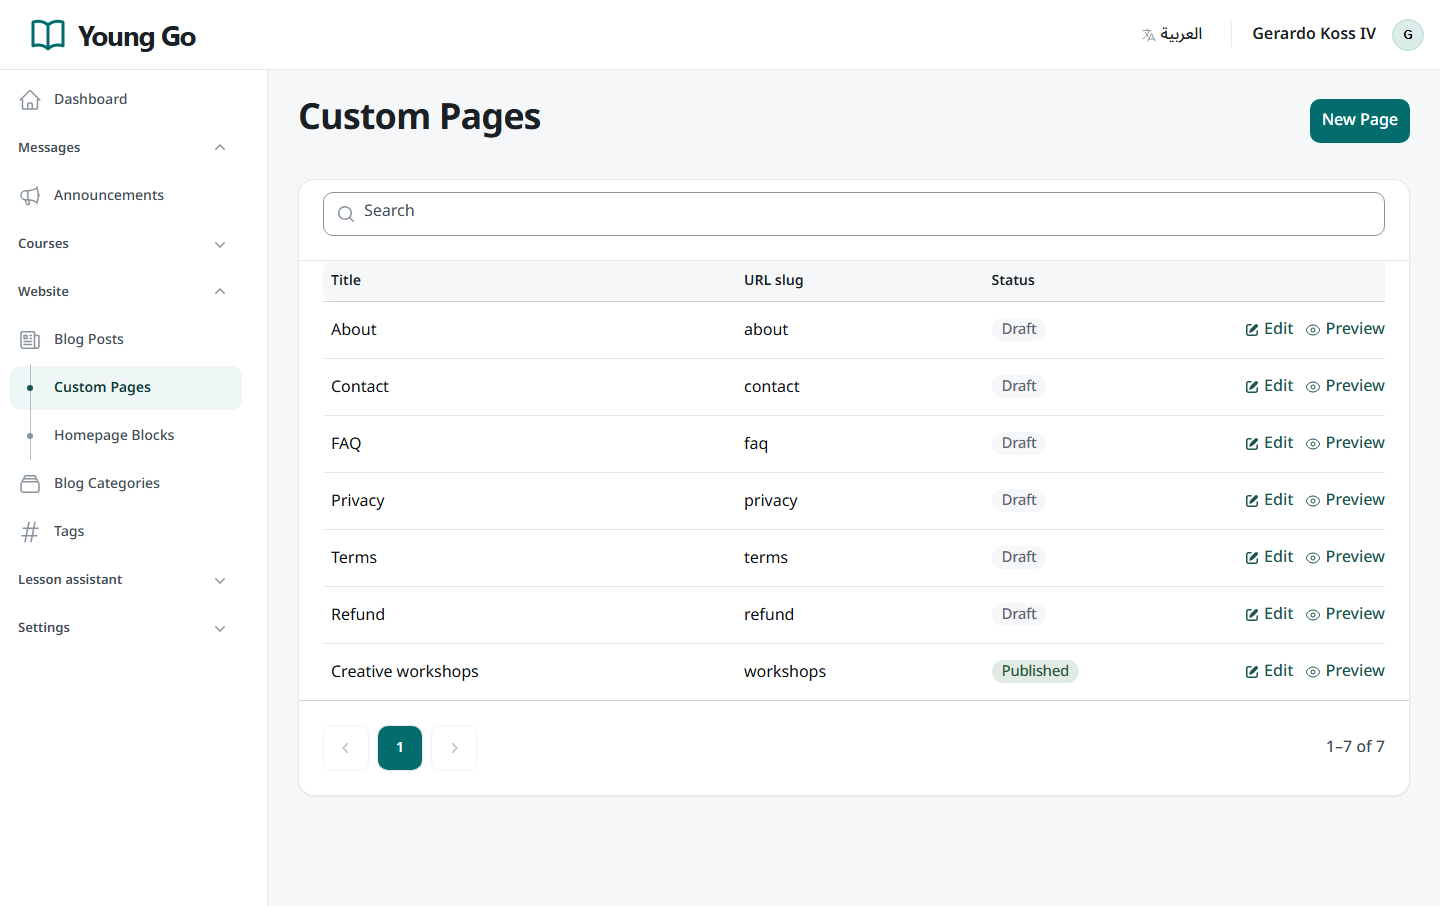 Young Go
العربية
Gerardo Koss IV
G
Dashboard
Messages
Announcements
Courses
Website
Blog Posts
Custom Pages
Homepage Blocks
Blog Categories
Tags
Lesson assistant
Settings
Custom Pages
New Page
Search
Title URL slug Status
About about Draft Edit Preview
Contact contact Draft Edit Preview
FAQ faq Draft Edit Preview
Privacy privacy Draft Edit Preview
Terms terms Draft Edit Preview
Refund refund Draft Edit Preview
Creative workshops workshops Published Edit Preview
1
1–7 of 7